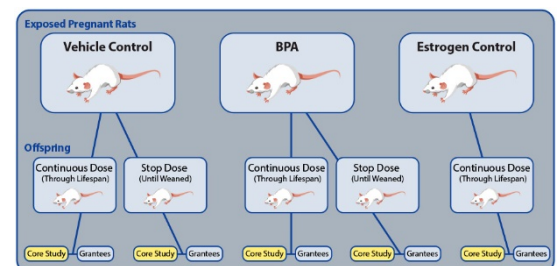 Exposed Pregnant Rats
Vehicle Control
BPA
Estrogen Control
Offspring
Continuous Dose
(Through Lifespan)
Stop Dose
(Until Weaned)
Continuous Dose
(Through Lifespan)
Stop Dose
(Until Weaned)
Continuous Dose
(Through Lifespan)
Core Study Grantees
Core Study Grantees
Core Study Grantees
Core Study Grantees
Core Study Grantees